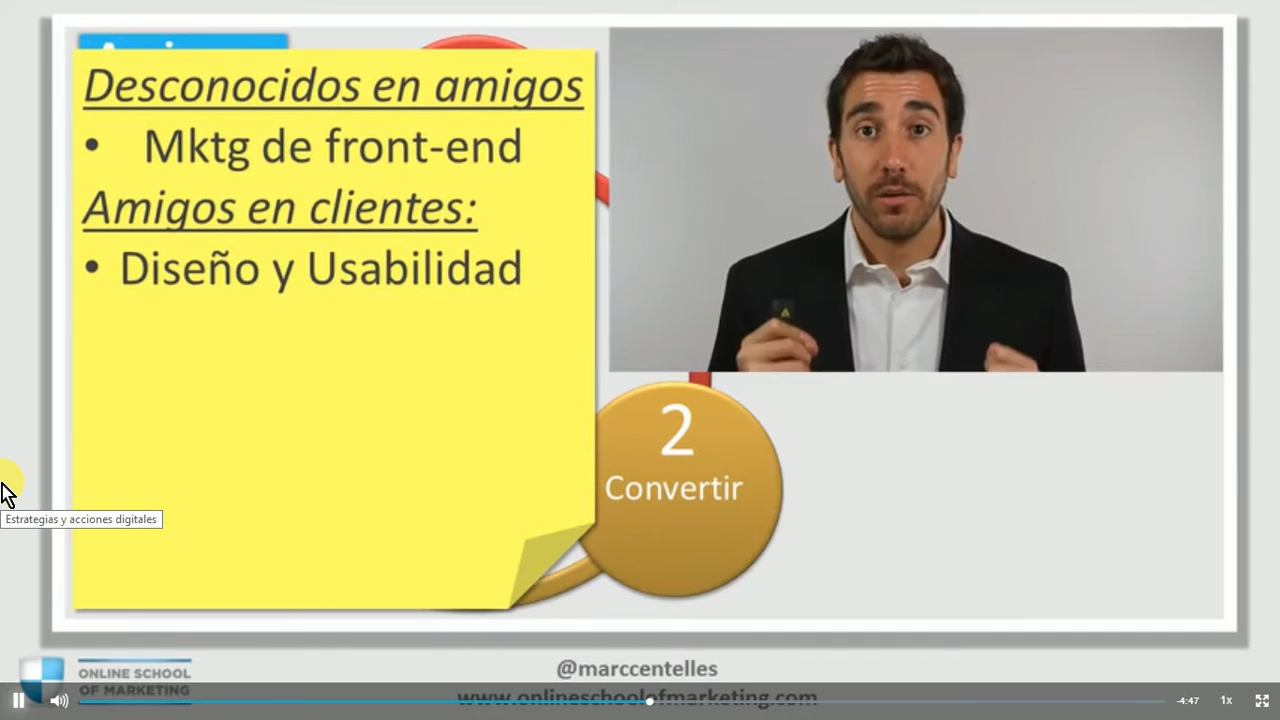 Desconocidos en amigos
• Mktg de front-end
Amigos en clientes:
• Diseño y Usabilidad
2
Convertir
Estrategias y acciones digitales
ONLINE SCHOOL
OF MARKETING
@marccentelles
www.onlineschoolofmarketing.com
-4:47
1x